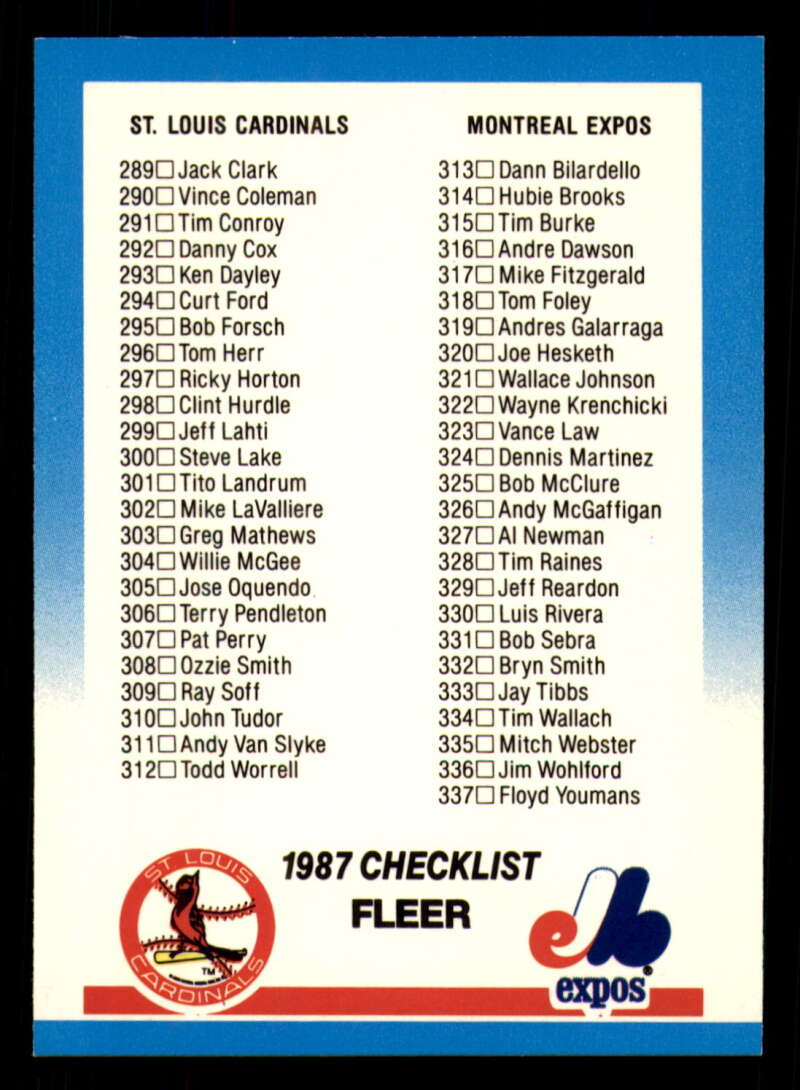 ST. LOUIS CARDINALS
289☐Jack Clark
290☐Vince Coleman
291☐Tim Conroy
292☐Danny Cox
293☐Ken Dayley
294☐Curt Ford
295☐Bob Forsch
296☐Tom Herr
297☐Ricky Horton
298☐Clint Hurdle
299☐Jeff Lahti
300☐Steve Lake
301☐Tito Landrum
302☐Mike LaValliere
303☐Greg Mathews
304☐Willie McGee
305☐Jose Oquendo
306☐Terry Pendleton
307☐Pat Perry
308☐Ozzie Smith
309☐Ray Soff
310☐John Tudor
311☐Andy Van Slyke
312☐Todd Worrell
MONTREAL EXPOS
313☐Dann Bilardello
314☐Hubie Brooks
315☐Tim Burke
316☐Andre Dawson
317☐Mike Fitzgerald
318☐Tom Foley
319☐Andres Galarraga
320☐Joe Hesketh
321☐Wallace Johnson
322☐Wayne Krenchicki
323☐Vance Law
324☐Dennis Martinez
325☐Bob McClure
326☐Andy McGaffigan
327☐Al Newman
328☐Tim Raines
329☐Jeff Reardon
330☐Luis Rivera
331☐Bob Sebra
332☐Bryn Smith
333☐Jay Tibbs
334☐Tim Wallach
335☐Mitch Webster
336☐Jim Wohlford
337☐Floyd Youmans
1987 CHECKLIST
FLEER
ST LOUIS
CARDINALS
TM
eb
expos®